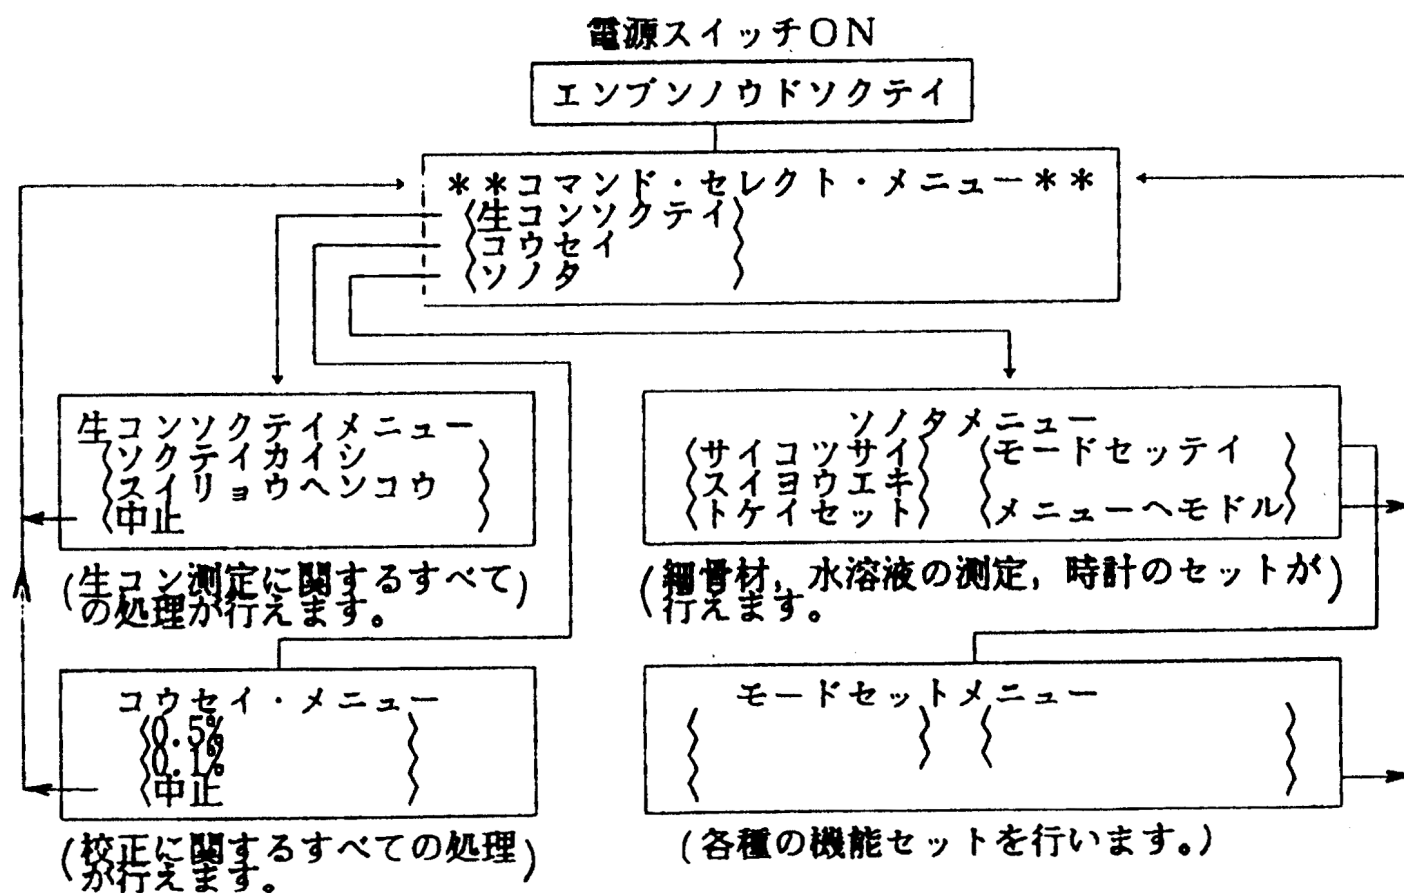 電源スイッチON
エンブンノウドソクテイ
＊＊コマンド・セレクト・メニュー＊＊
〈生コンソクテイ〉
〈コウセイ〉
〈ソノタ〉
生コンソクテイメニュー
〈ソクテイカイシ〉
〈スイリョウヘンコウ〉
〈中止〉
(生コン測定に関するすべて
の処理が行えます。)
ソノタメニュー
〈サイコツサイ〉 〈モードセッテイ〉
〈スイヨウエキ〉
〈トケイセット〉 〈メニューヘモドル〉
(細骨材, 水溶液の測定, 時計のセットが
行えます。)
コウセイ・メニュー
〈0.5%〉
〈0.1%〉
〈中止〉
(校正に関するすべての処理
が行えます。)
モードセットメニュー
(各種の機能セットを行います。)